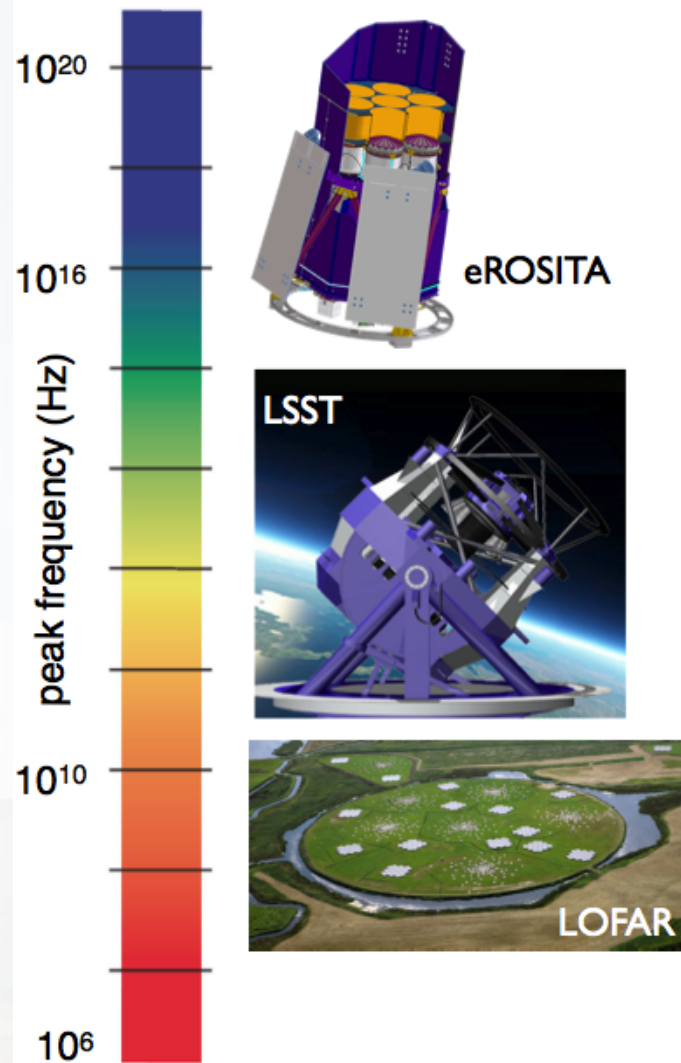 10²⁰
10¹⁶
peak frequency (Hz)
10¹⁰
10⁶
eROSITA
LSST
LOFAR